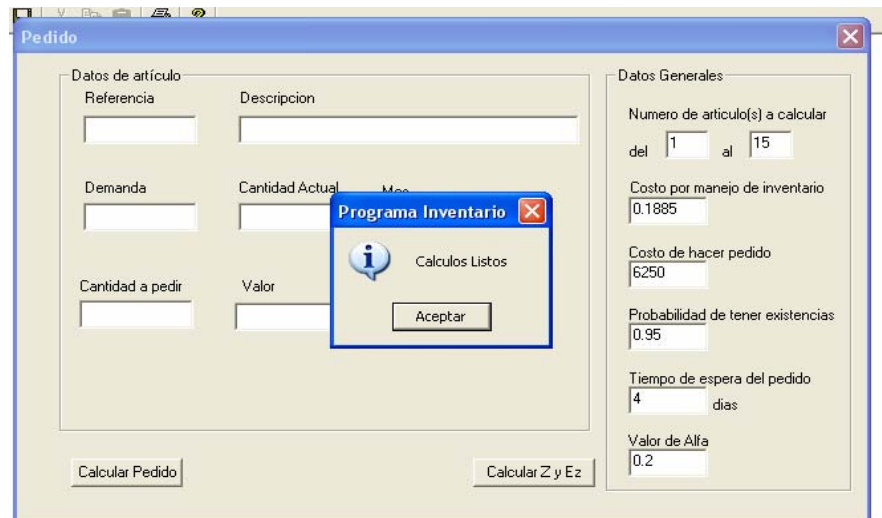 Pedido
Datos de artículo
Referencia
Descripcion
Demanda
Cantidad Actual
Cantidad a pedir
Valor
Programa Inventario
Calculos Listos
Aceptar
Calcular Pedido
Calcular Z y Ez
Datos Generales
Numero de articulo(s) a calcular
del 1 al 15
Costo por manejo de inventario
0.1885
Costo de hacer pedido
6250
Probabilidad de tener existencias
0.95
Tiempo de espera del pedido
4 dias
Valor de Alfa
0.2